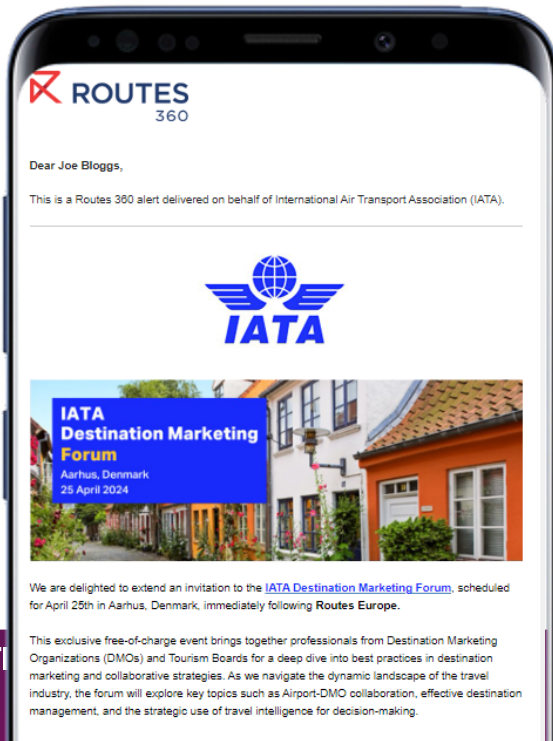 ROUTES
360
Dear Joe Bloggs,
This is a Routes 360 alert delivered on behalf of International Air Transport Association (IATA).
IATA
IATA
Destination Marketing
Forum
Aarhus, Denmark
25 April 2024
We are delighted to extend an invitation to the IATA Destination Marketing Forum, scheduled
for April 25th in Aarhus, Denmark, immediately following Routes Europe.
This exclusive free-of-charge event brings together professionals from Destination Marketing
Organizations (DMOs) and Tourism Boards for a deep dive into best practices in destination
marketing and collaborative strategies. As we navigate the dynamic landscape of the travel
industry, the forum will explore key topics such as Airport-DMO collaboration, effective destination
management, and the strategic use of travel intelligence for decision-making.